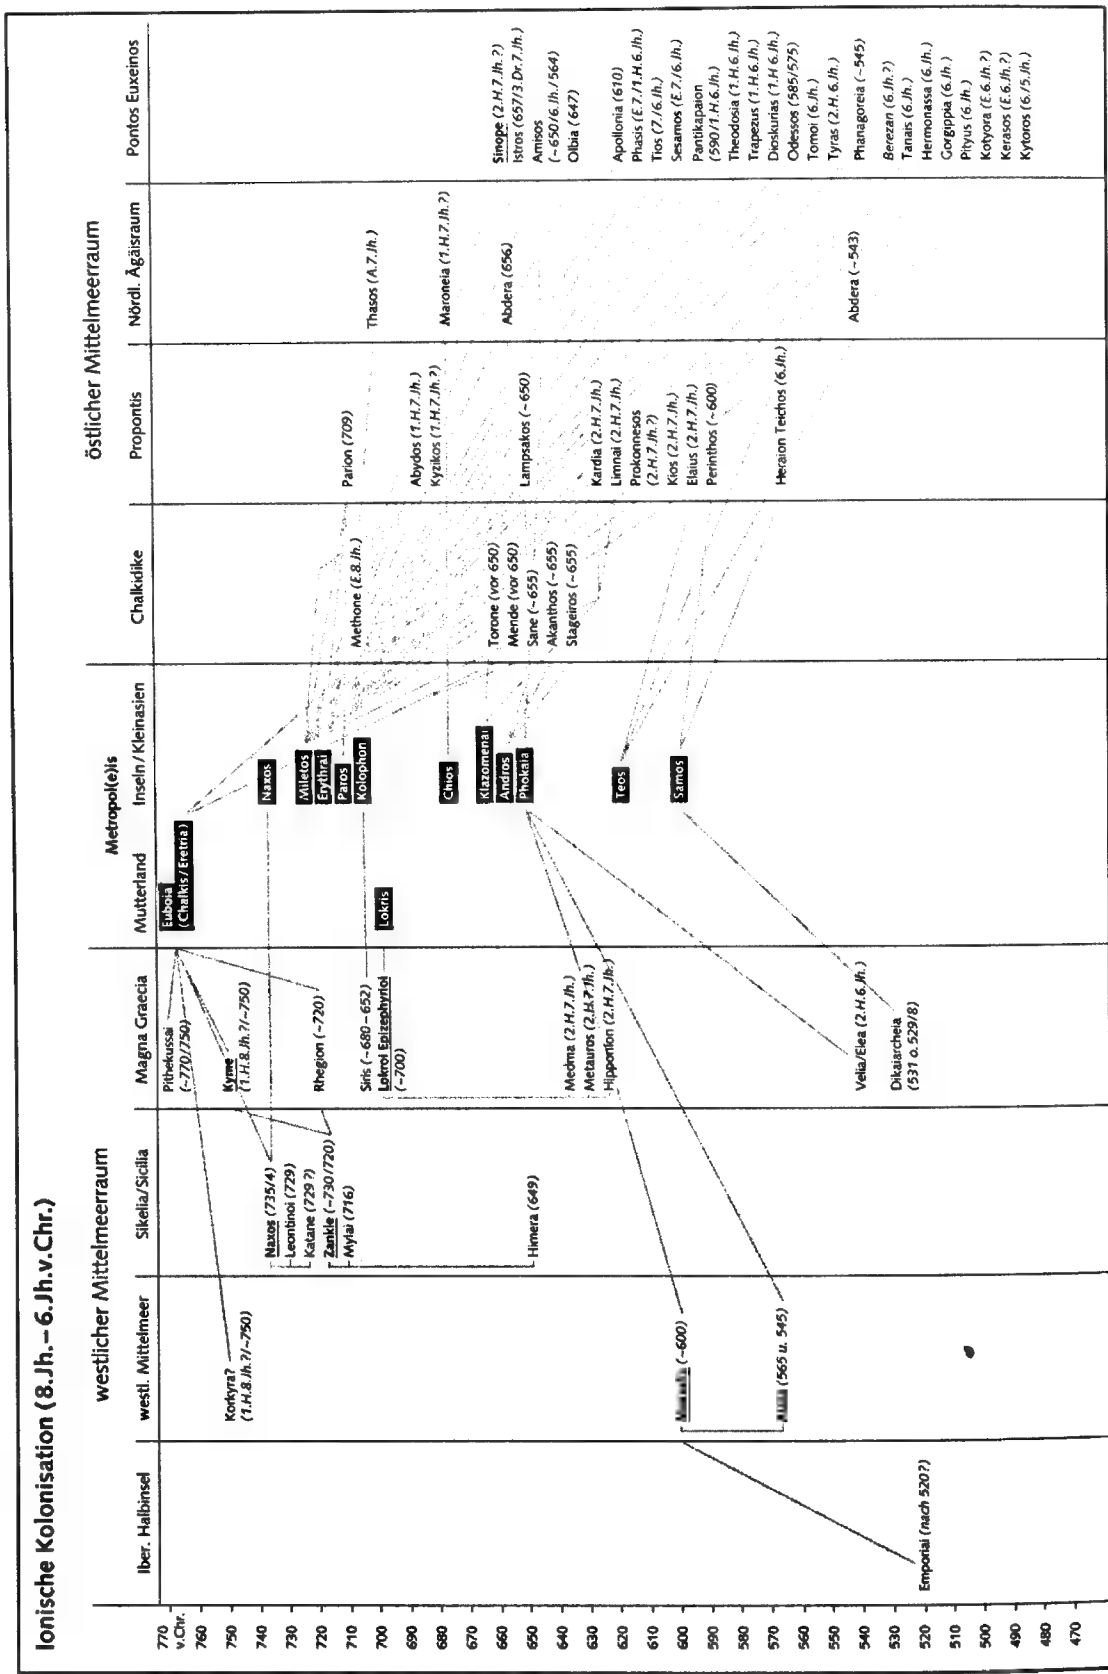 Ionische Kolonisation (8.Jh.–6.Jh.v.Chr.)
westlicher Mittelmeerraum
Metropol(e)is
östlicher Mittelmeerraum
Iber. Halbinsel
westl. Mittelmeer
Sikelia/Sicilia
Magna Graecia
Mutterland
Inseln/Kleinasien
Chalkidike
Propontis
Nördl. Ägäisraum
Pontos Euxeinos
770
v.Chr.
760
750
740
730
720
710
700
690
680
670
660
650
640
630
620
610
600
590
580
570
560
550
540
530
520
510
500
490
480
470
Emporiai (nach 520?)
Korkyra?
(1.H.8.Jh.?/~750)
(~600)
(565 u. 545)
Naxos (735/4)
Leontinoi (729)
Katane (729?)
Zankle (~730/720)
Mylai (716)
Himera (649)
Pithekussai
(~770/750)
Kyme
(1.H.8.Jh.?/~750)
Rhegion (~720)
Siris (~680–652)
Lokroi Epizephyrioi
(~700)
Medma (2.H.7.Jh.)
Metauros (2.H.7.Jh.)
Hipponion (2.H.7.Jh.)
Velia/Elea (2.H.6.Jh.)
Dikaiarcheia
(531 o. 529/8)
Euboia
(Chalkis/Eretria)
Lokris
Naxos
Miletos
Erythrai
Paros
Kolophon
Chios
Klazomenai
Andros
Phokaia
Teos
Samos
Methone (E.8.Jh.)
Torone (vor 650)
Mende (vor 650)
Sane (~655)
Akanthos (~655)
Stageiros (~655)
Parion (709)
Abydos (1.H.7.Jh.)
Kyzikos (1.H.7.Jh.?)
Lampsakos (~650)
Kardia (2.H.7.Jh.)
Limnai (2.H.7.Jh.)
Prokonnesos
(2.H.7.Jh.?)
Kios (2.H.7.Jh.)
Elaius (2.H.7.Jh.)
Perinthos (~600)
Heraion Teichos (6.Jh.)
Thasos (A.7.Jh.)
Maroneia (1.H.7.Jh.?)
Abdera (656)
Abdera (~543)
Sinope (2.H.7.Jh.?)
Istros (657/3.Dr.7.Jh.)
Amisos
(~650/6.Jh./564)
Olbia (647)
Apollonia (610)
Phasis (E.7./1.H.6.Jh.)
Tios (7./6.Jh.)
Sesamos (E.7./6.Jh.)
Pantikapaion
(590/1.H.6.Jh.)
Theodosia (1.H.6.Jh.)
Trapezus (1.H.6.Jh.)
Dioskurias (1.H 6.Jh.)
Odessos (585/575)
Tomoi (6.Jh.)
Tyras (2.H.6.Jh.)
Phanagoreia (~545)
Berezan (6.Jh.?)
Tanais (6.Jh.)
Hermonassa (6.Jh.)
Gorgippia (6.Jh.)
Pityus (6.Jh.)
Kotyora (E.6.Jh.?)
Kerasos (E.6.Jh.?)
Kytoros (6./5.Jh.)